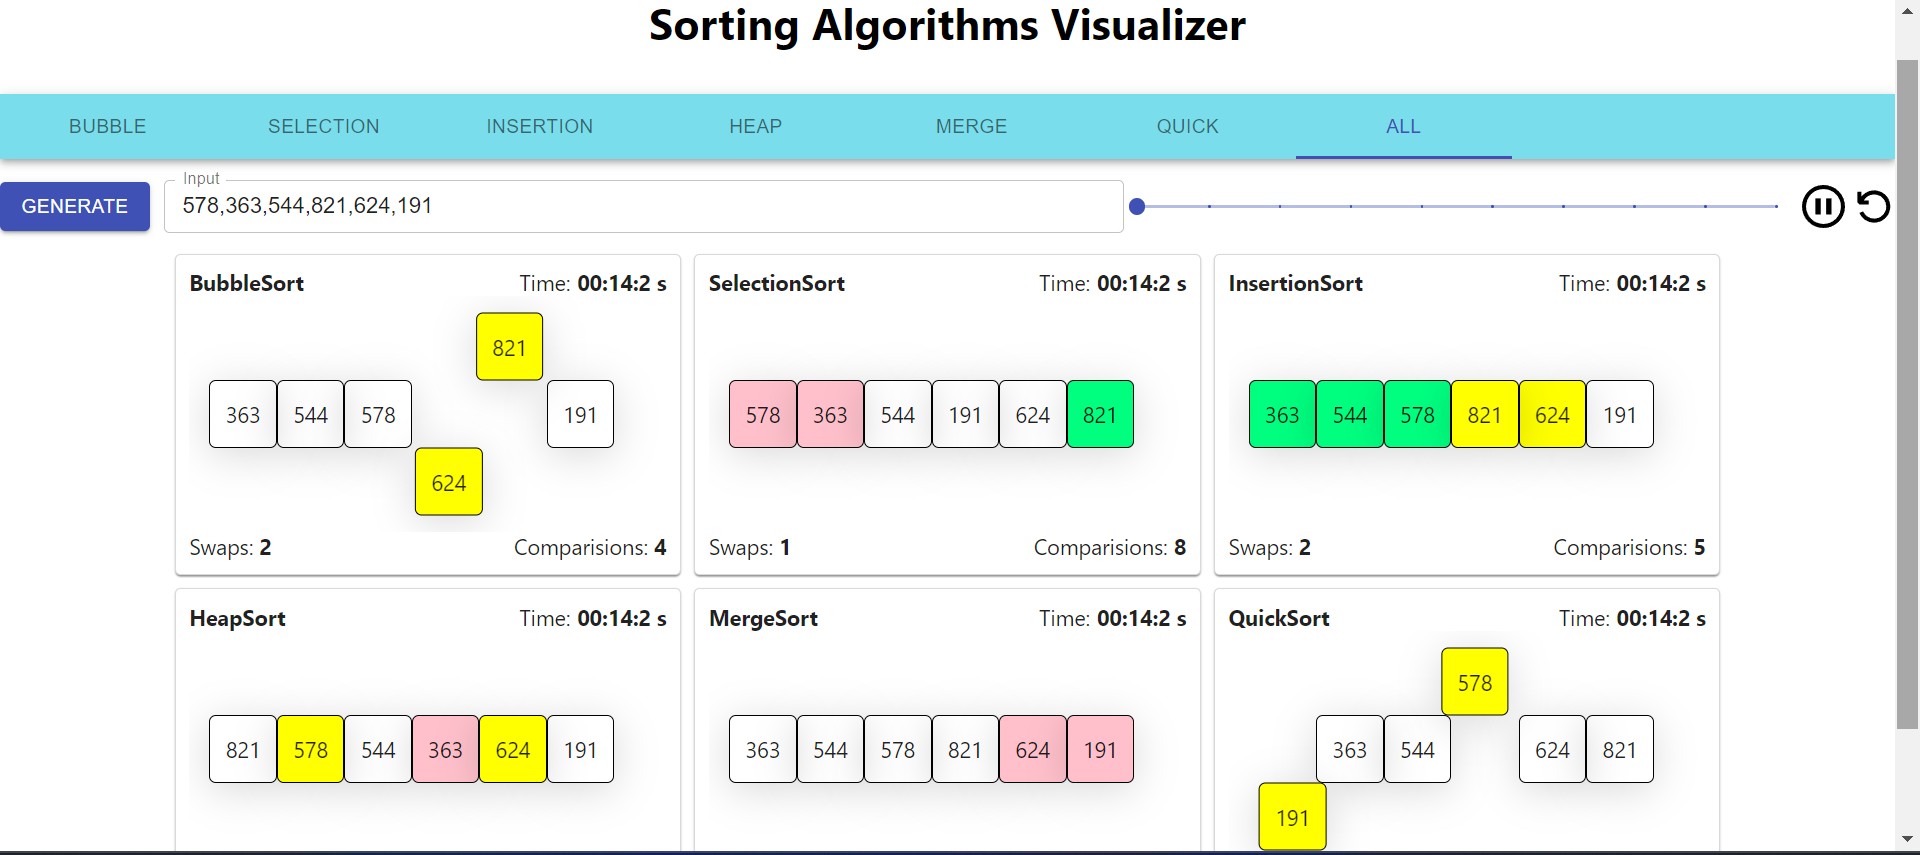 Sorting Algorithms Visualizer
BUBBLE SELECTION INSERTION HEAP MERGE QUICK ALL
Input
GENERATE 578,363,544,821,624,191
BubbleSort Time: 00:14:2 s
821
363 544 578 191
624
Swaps: 2 Comparisions: 4
SelectionSort Time: 00:14:2 s
578 363 544 191 624 821
Swaps: 1 Comparisions: 8
InsertionSort Time: 00:14:2 s
363 544 578 821 624 191
Swaps: 2 Comparisions: 5
HeapSort Time: 00:14:2 s
821 578 544 363 624 191
MergeSort Time: 00:14:2 s
363 544 578 821 624 191
QuickSort Time: 00:14:2 s
578
363 544 624 821
191